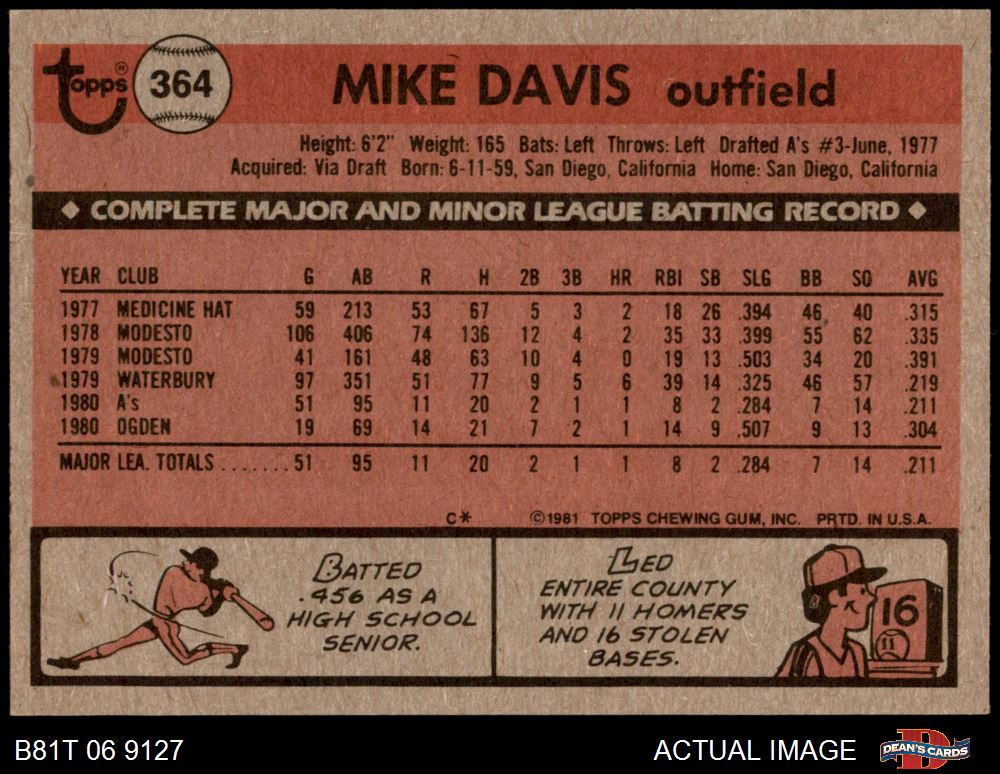 topps® 364 MIKE DAVIS outfield
Height: 6'2" Weight: 165 Bats: Left Throws: Left Drafted A's #3-June, 1977
Acquired: Via Draft Born: 6-11-59, San Diego, California Home: San Diego, California
◆ COMPLETE MAJOR AND MINOR LEAGUE BATTING RECORD ◆
YEAR CLUB G AB R H 2B 3B HR RBI SB SLG BB SO AVG
1977 MEDICINE HAT 59 213 53 67 5 3 2 18 26 .394 46 40 .315
1978 MODESTO 106 406 74 136 12 4 2 35 33 .399 55 62 .335
1979 MODESTO 41 161 48 63 10 4 0 19 13 .503 34 20 .391
1979 WATERBURY 97 351 51 77 9 5 6 39 14 .325 46 57 .219
1980 A's 51 95 11 20 2 1 1 8 2 .284 7 14 .211
1980 OGDEN 19 69 14 21 7 2 1 14 9 .507 9 13 .304
MAJOR LEA. TOTALS .......51 95 11 20 2 1 1 8 2 .284 7 14 .211
C* ©1981 TOPPS CHEWING GUM, INC. PRTD. IN U.S.A.
BATTED
.456 AS A
HIGH SCHOOL
SENIOR.
LED
ENTIRE COUNTY
WITH 11 HOMERS
AND 16 STOLEN
BASES.
16
11
B81T 06 9127 ACTUAL IMAGE DEAN'S CARDS